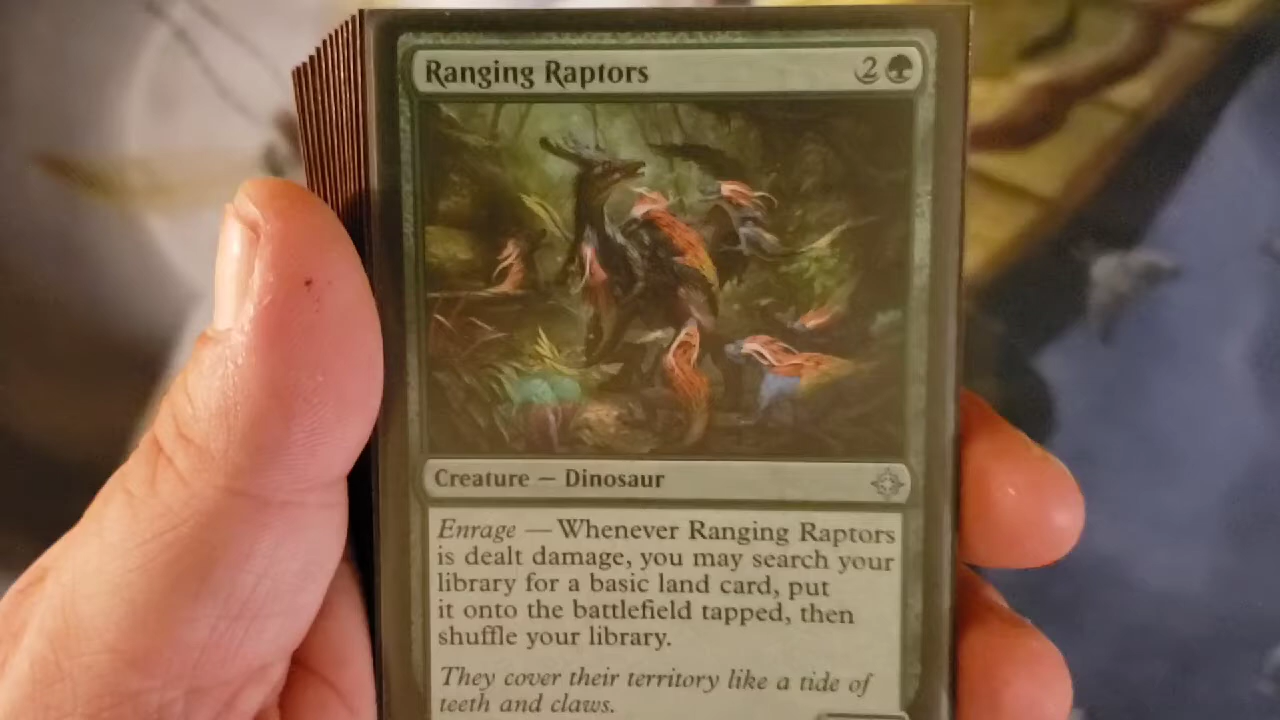 Ranging Raptors 2
Creature — Dinosaur
Enrage — Whenever Ranging Raptors
is dealt damage, you may search your
library for a basic land card, put
it onto the battlefield tapped, then
shuffle your library.
They cover their territory like a tide of
teeth and claws.